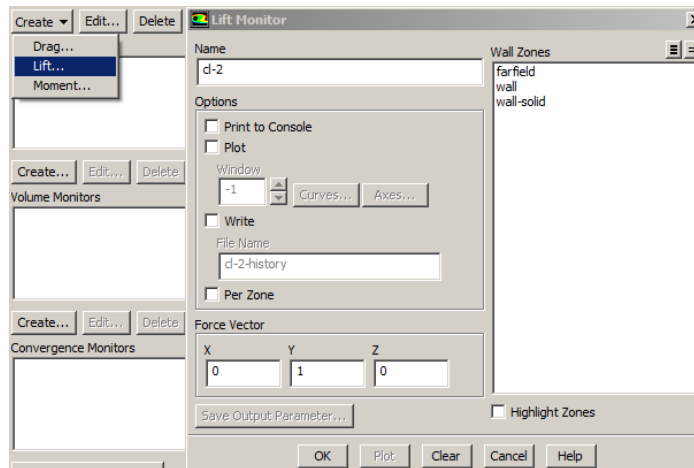 Create Edit... Delete
Drag...
Lift...
Moment...
Create... Edit... Delete
Volume Monitors
Create... Edit... Delete
Convergence Monitors
Lift Monitor
Name
cl-2
Options
Print to Console
Plot
Window
-1 Curves... Axes...
Write
File Name
cl-2-history
Per Zone
Force Vector
X Y Z
0 1 0
Save Output Parameter...
Wall Zones
farfield
wall
wall-solid
Highlight Zones
OK Plot Clear Cancel Help